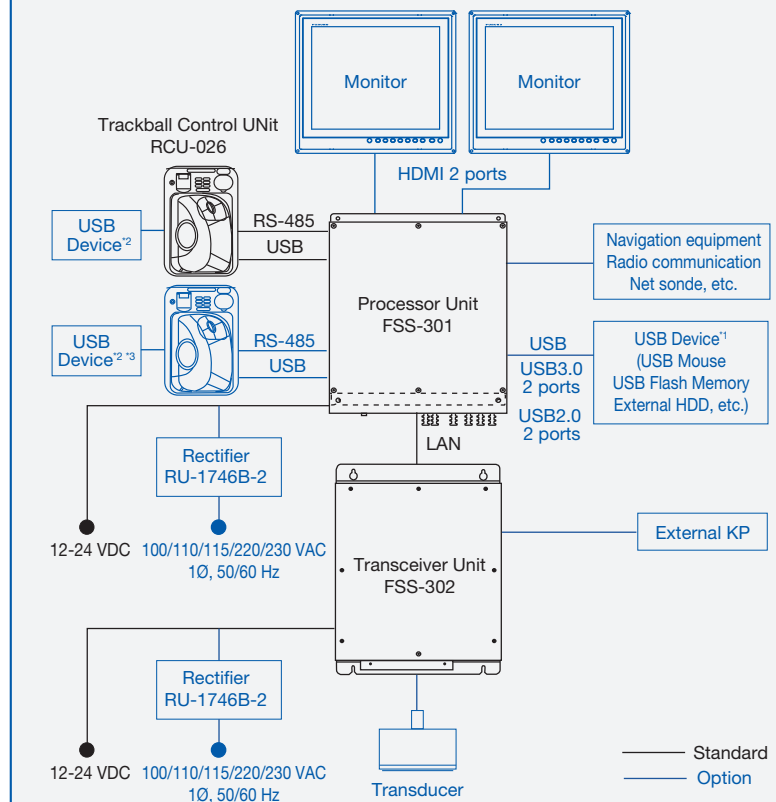 Monitor
Monitor
Trackball Control UNit
RCU-026
HDMI 2 ports
USB
Device*2
RS-485
USB
Navigation equipment
Radio communication
Net sonde, etc.
Processor Unit
FSS-301
USB
Device*2 *3
RS-485
USB
USB
USB3.0
2 ports
USB2.0
2 ports
USB Device*1
(USB Mouse
USB Flash Memory
External HDD, etc.)
LAN
Rectifier
RU-1746B-2
12-24 VDC
100/110/115/220/230 VAC
1Ø, 50/60 Hz
Transceiver Unit
FSS-302
External KP
Rectifier
RU-1746B-2
12-24 VDC
100/110/115/220/230 VAC
1Ø, 50/60 Hz
Transducer
Standard
Option